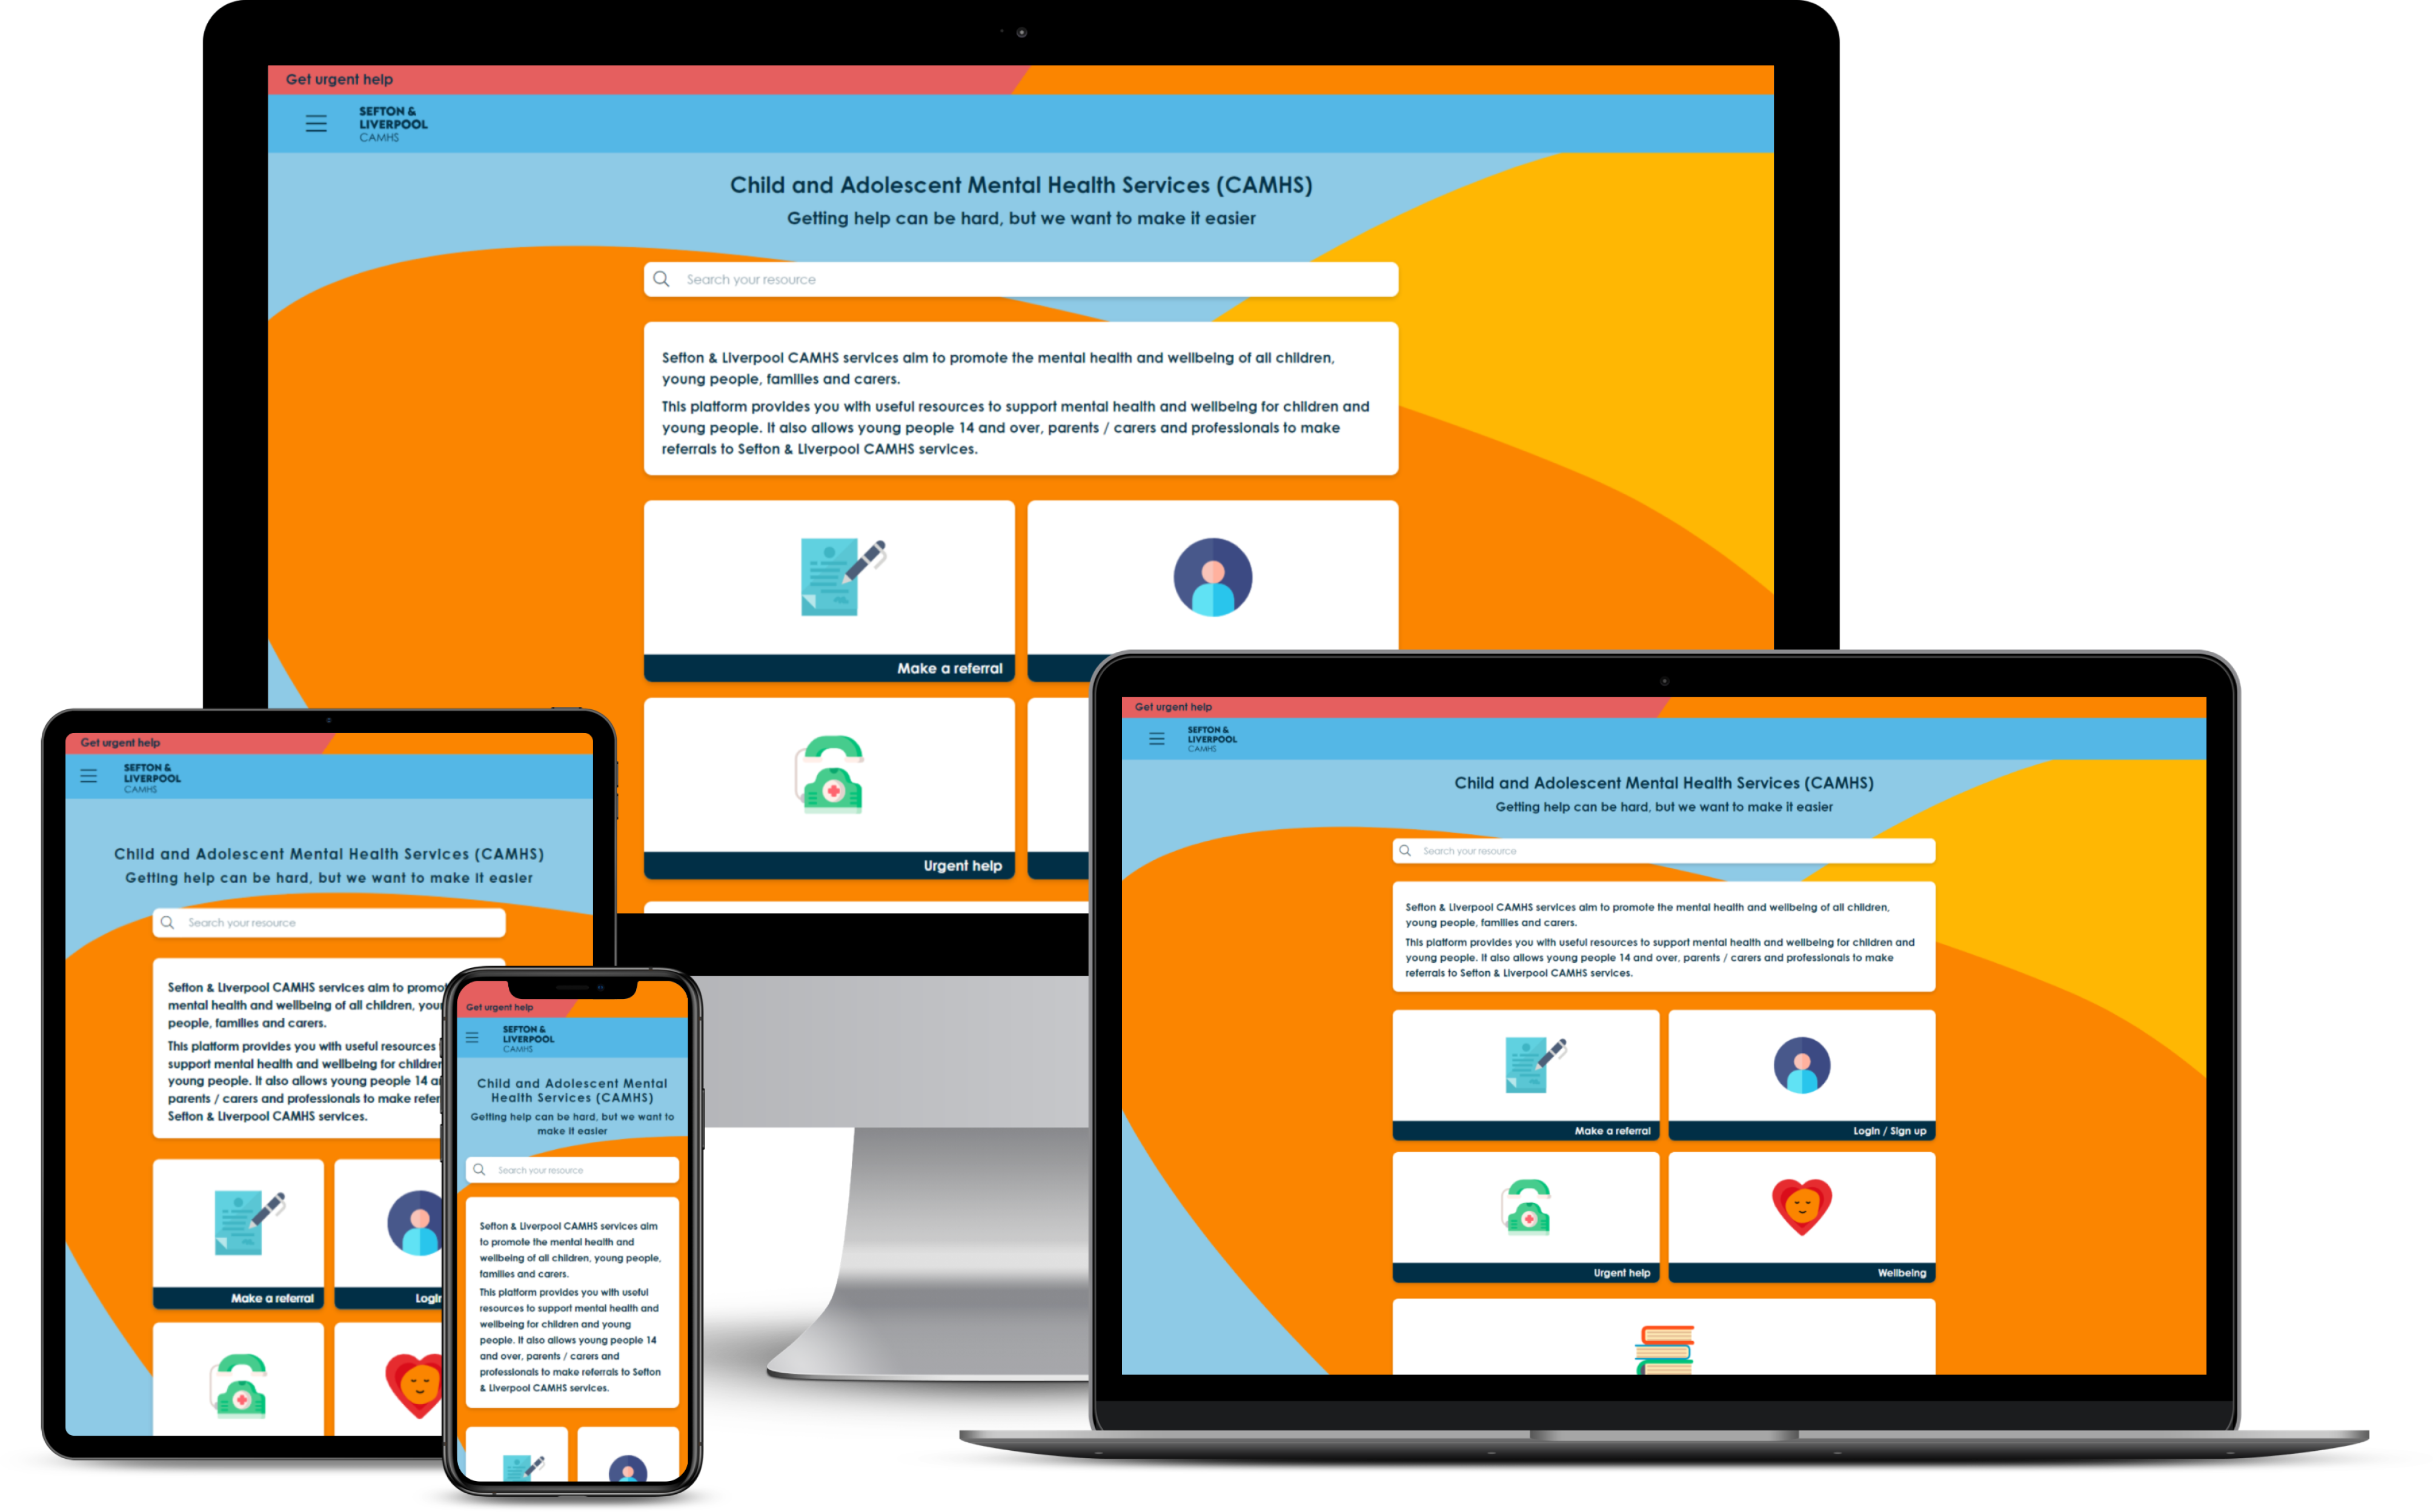 Get urgent help
SEFTON &
LIVERPOOL
CAMHS
Child and Adolescent Mental Health Services (CAMHS)
Getting help can be hard, but we want to make it easier
Search your resource
Sefton & Liverpool CAMHS services aim to promote the mental health and wellbeing of all children,
young people, families and carers.
This platform provides you with useful resources to support mental health and wellbeing for children and
young people. It also allows young people 14 and over, parents / carers and professionals to make
referrals to Sefton & Liverpool CAMHS services.
Make a referral
Urgent help
Get urgent help
SEFTON &
LIVERPOOL
CAMHS
Child and Adolescent Mental Health Services (CAMHS)
Getting help can be hard, but we want to make it easier
Search your resource
Sefton & Liverpool CAMHS services aim to
mental health and wellbeing of all children,
people, families and carers.
This platform provides you with useful resources
support mental health and wellbeing for
young people. It also allows young people 14
parents / carers and professionals to make
Sefton & Liverpool CAMHS services.
Make a referral
Get urgent help
SEFTON &
LIVERPOOL
CAMHS
Child and Adolescent Mental
Health Services (CAMHS)
Getting help can be hard, but we want to
make it easier
Search your resource
Sefton & Liverpool CAMHS services aim
to promote the mental health and
wellbeing of all children, young people,
families and carers.
This platform provides you with useful
resources to support mental health and
wellbeing for children and young
people. It also allows young people 14
and over, parents / carers and
professionals to make referrals to Sefton
& Liverpool CAMHS services.
Get urgent help
SEFTON &
LIVERPOOL
CAMHS
Child and Adolescent Mental Health Services (CAMHS)
Getting help can be hard, but we want to make it easier
Search your resource
Sefton & Liverpool CAMHS services aim to promote the mental health and wellbeing of all children,
young people, families and carers.
This platform provides you with useful resources to support mental health and wellbeing for children and
young people. It also allows young people 14 and over, parents / carers and professionals to make
referrals to Sefton & Liverpool CAMHS services.
Make a referral
Login / Sign up
Urgent help
Wellbeing